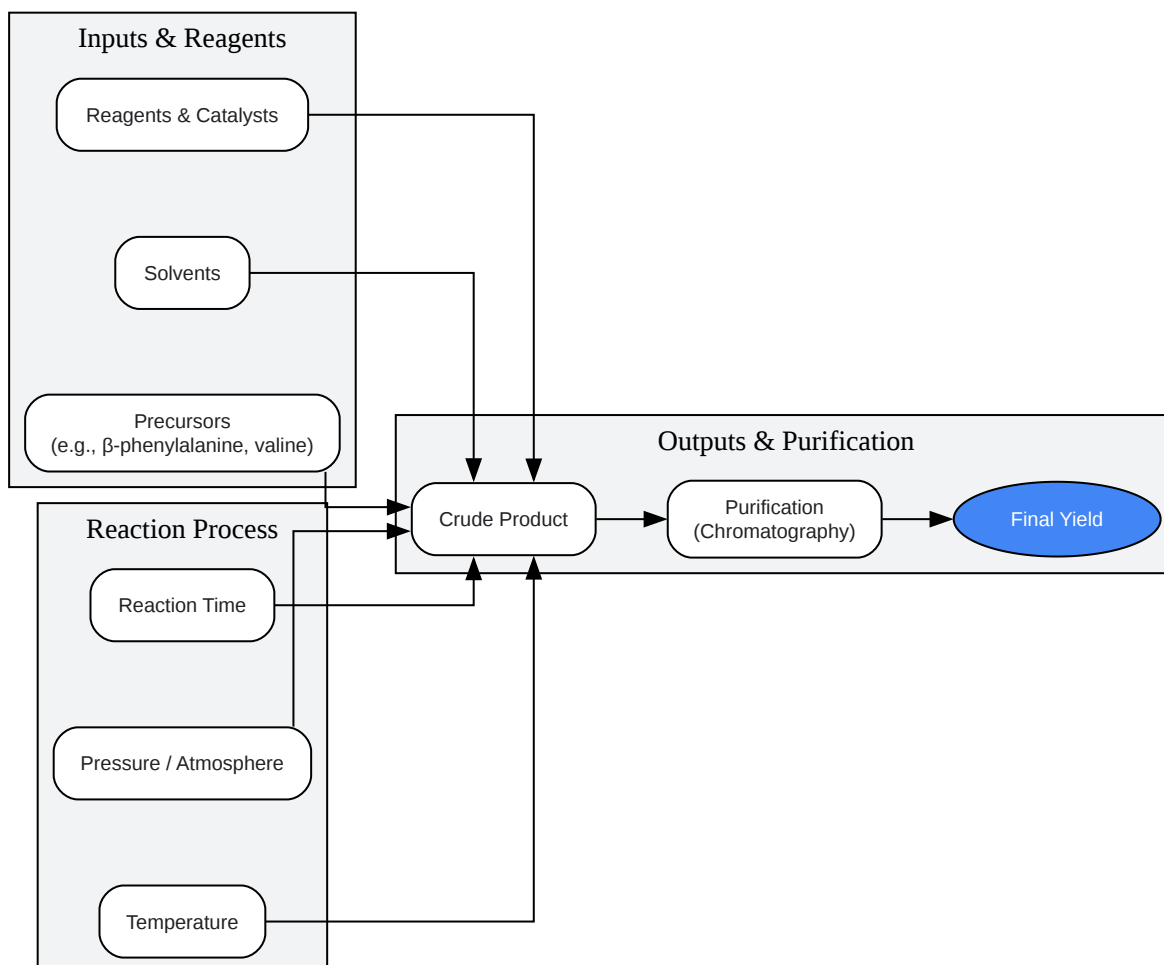 Inputs & Reagents
Reagents & Catalysts
Solvents
Precursors
(e.g., β-phenylalanine, valine)
Reaction Process
Reaction Time
Pressure / Atmosphere
Temperature
Outputs & Purification
Crude Product
Purification
(Chromatography)
Final Yield